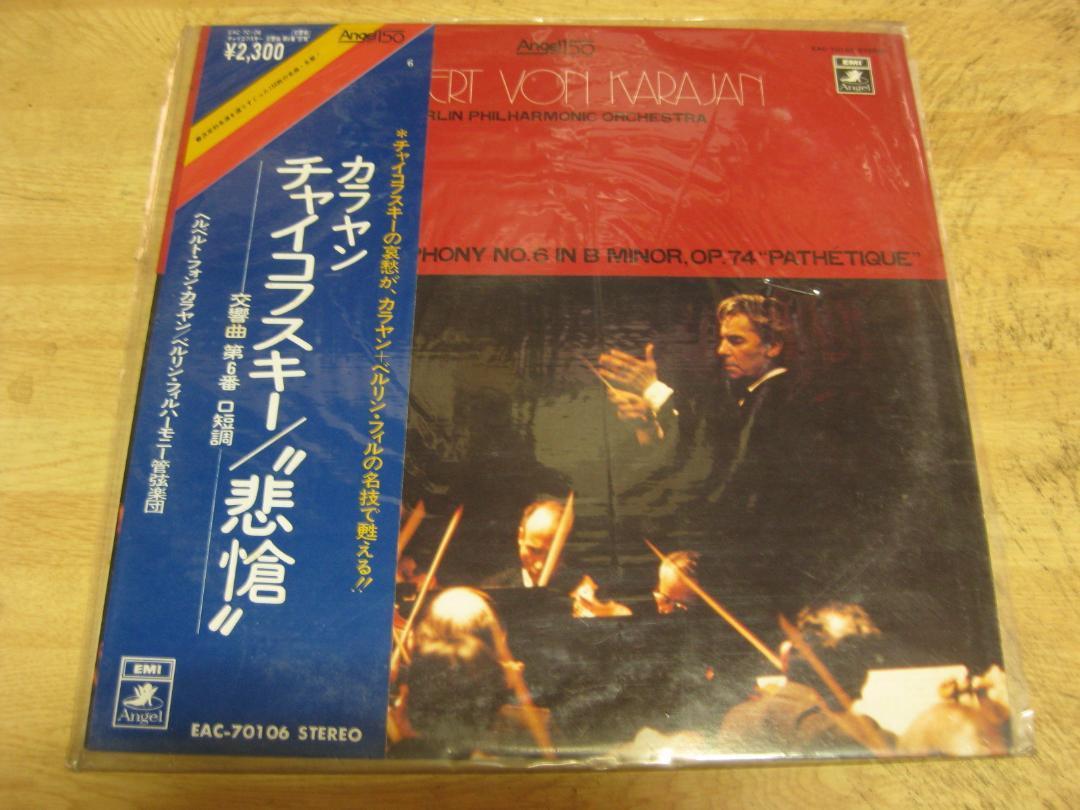 EAC-70106
¥2,300
Angel 150
6
＊チャイコフスキーの哀愁が、カラヤン＋ベルリン・フィルの名技で甦える!!
カラヤン
チャイコフスキー/〝悲愴〟
交響曲 第6番 ロ短調
ヘルベルト・フォン・カラヤン/ベルリン・フィルハーモニー管弦楽団
EMI
Angel
EAC-70106 STEREO
Angel 150
EAC-70106 STEREO
EMI
Angel
ERT VON KARAJAN
RLIN PHILHARMONIC ORCHESTRA
PHONY NO.6 IN B MINOR, OP.74 "PATHÉTIQUE"